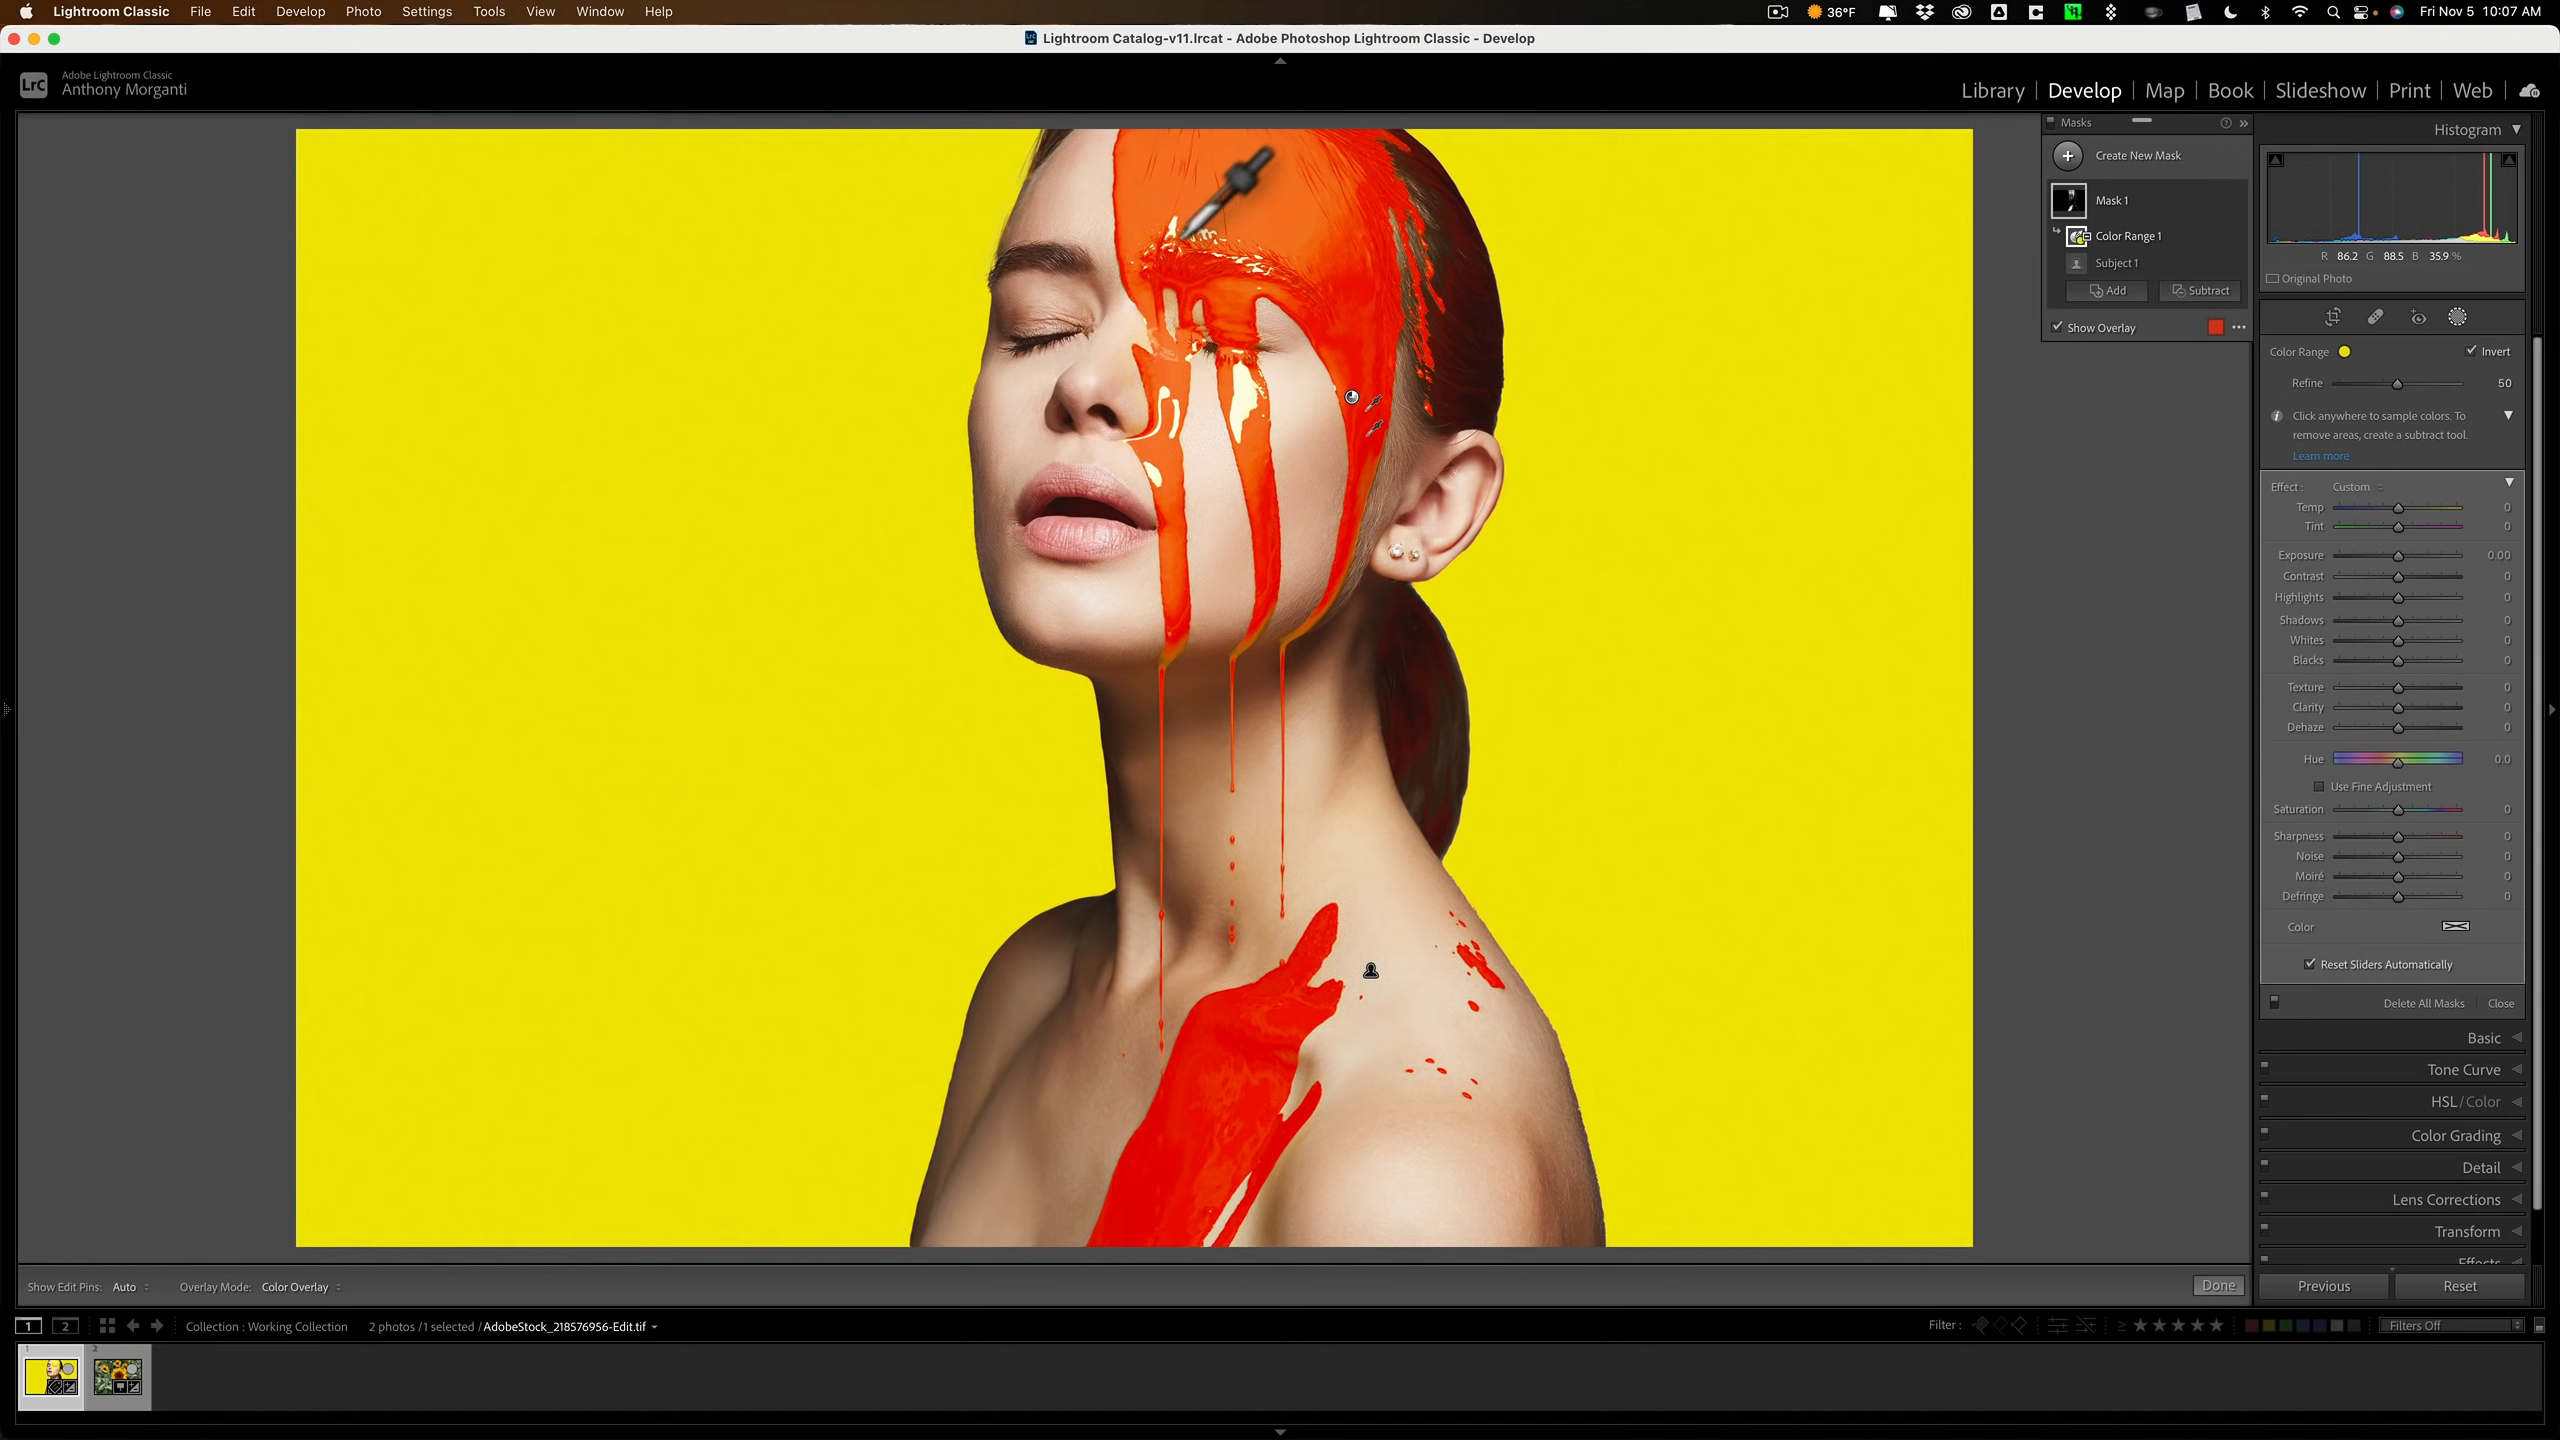 Lightroom Classic File Edit Develop Photo Settings Tools View Window Help 36°F Fri Nov 5 10:07 AM
Lightroom Catalog-v11.lrcat - Adobe Photoshop Lightroom Classic - Develop
LrC Adobe Lightroom Classic
Anthony Morganti
Library | Develop | Map | Book | Slideshow | Print | Web
Masks
Create New Mask
Mask 1
Color Range 1
Subject 1
Add Subtract
Show Overlay
Histogram
R 86.2 G 88.5 B 35.9 %
Original Photo
Color Range Invert
Refine 50
Click anywhere to sample colors. To
remove areas, create a subtract tool.
Learn more
Effect : Custom
Temp 0
Tint 0
Exposure 0.00
Contrast 0
Highlights 0
Shadows 0
Whites 0
Blacks 0
Texture 0
Clarity 0
Dehaze 0
Hue 0.0
Use Fine Adjustment
Saturation 0
Sharpness 0
Noise 0
Moiré 0
Defringe 0
Color
Reset Sliders Automatically
Delete All Masks Close
Basic
Tone Curve
HSL / Color
Color Grading
Detail
Lens Corrections
Transform
Effects
Show Edit Pins: Auto Overlay Mode: Color Overlay Done
Previous Reset
1 2 Collection : Working Collection 2 photos /1 selected /AdobeStock_218576956-Edit.tif Filter : ≥ ★★★★★ Filters Off
1 2